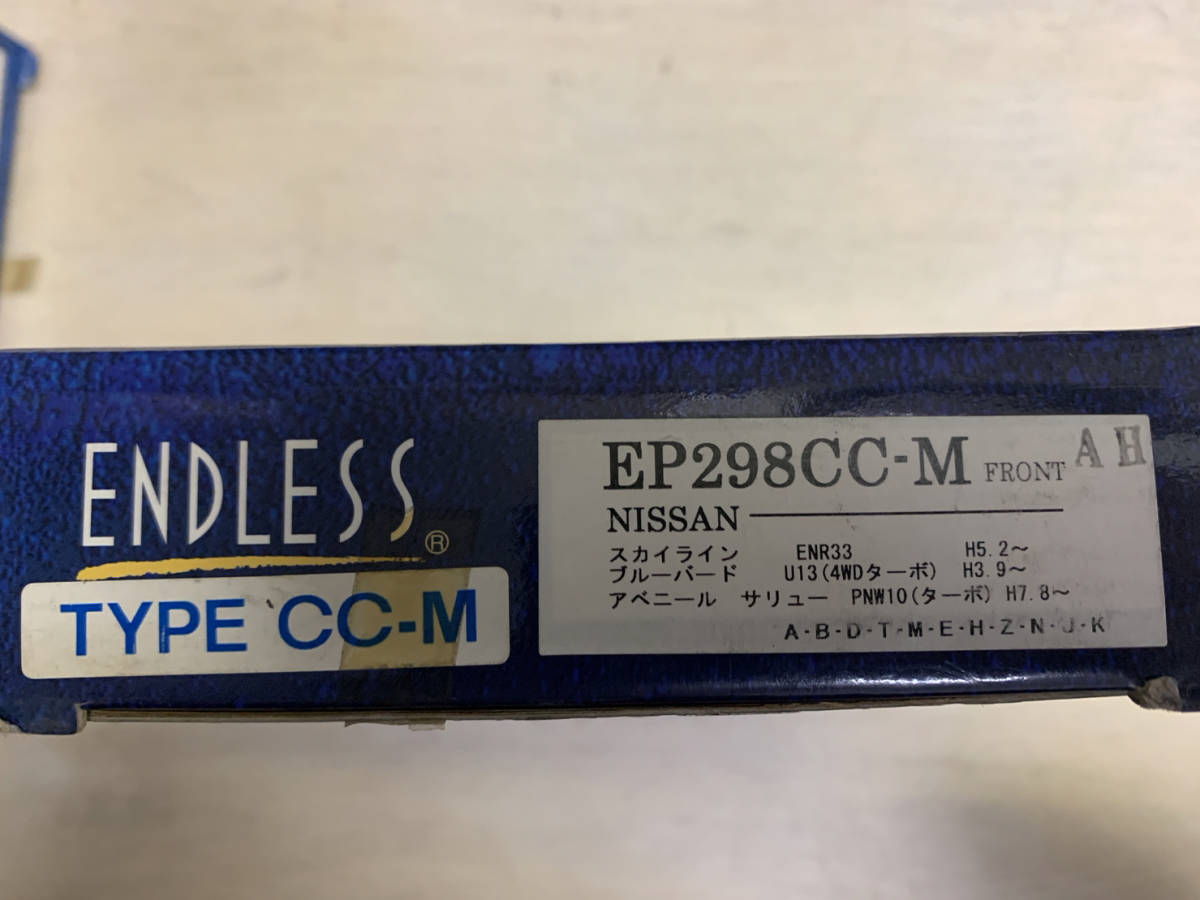 ENDLESS®
TYPE CC-M
EP298CC-M FRONT A H
NISSAN
スカイライン ENR33 H5.2～
ブルーバード U13(4WDターボ) H3.9～
アベニール サリュー PNW10(ターボ) H7.8～
A・B・D・T・M・E・H・Z・N・J・K